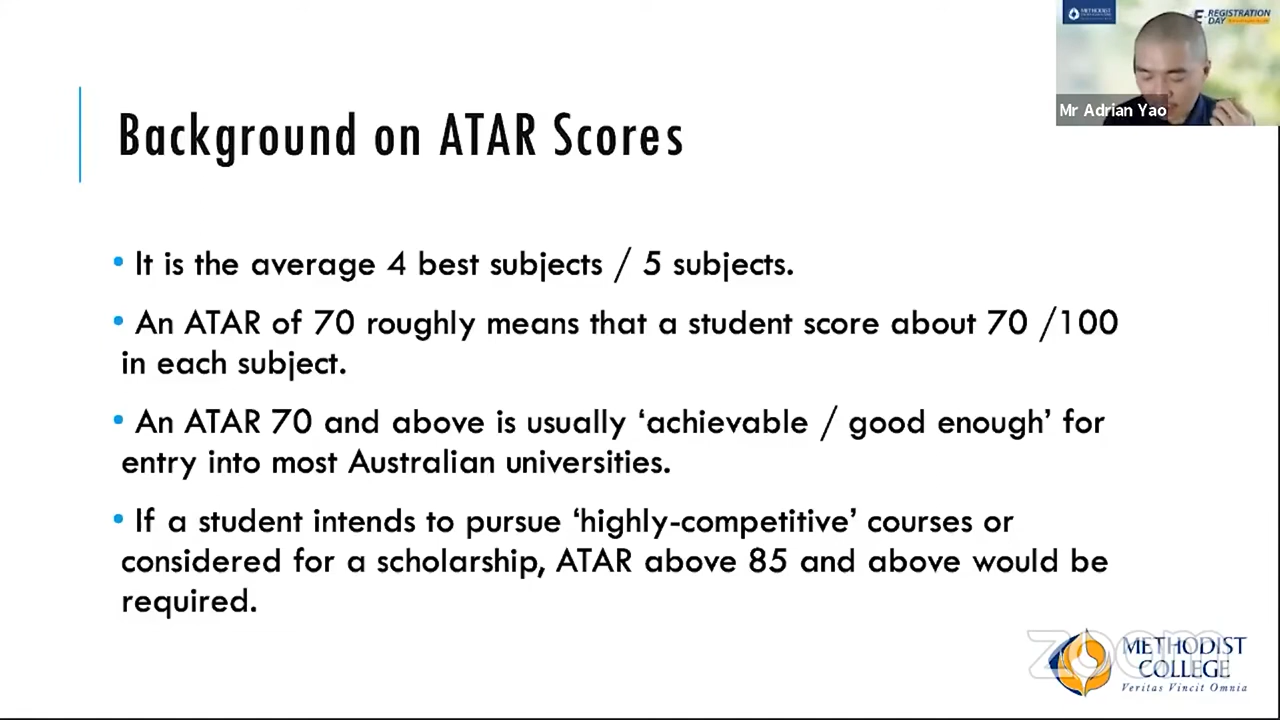 METHODIST
REGISTRATION
DAY
Mr Adrian Yao
Background on ATAR Scores
• It is the average 4 best subjects / 5 subjects.
• An ATAR of 70 roughly means that a student score about 70 /100
in each subject.
• An ATAR 70 and above is usually ‘achievable / good enough’ for
entry into most Australian universities.
• If a student intends to pursue ‘highly-competitive’ courses or
considered for a scholarship, ATAR above 85 and above would be
required.
zoom
METHODIST
COLLEGE
Veritas Vincit Omnia